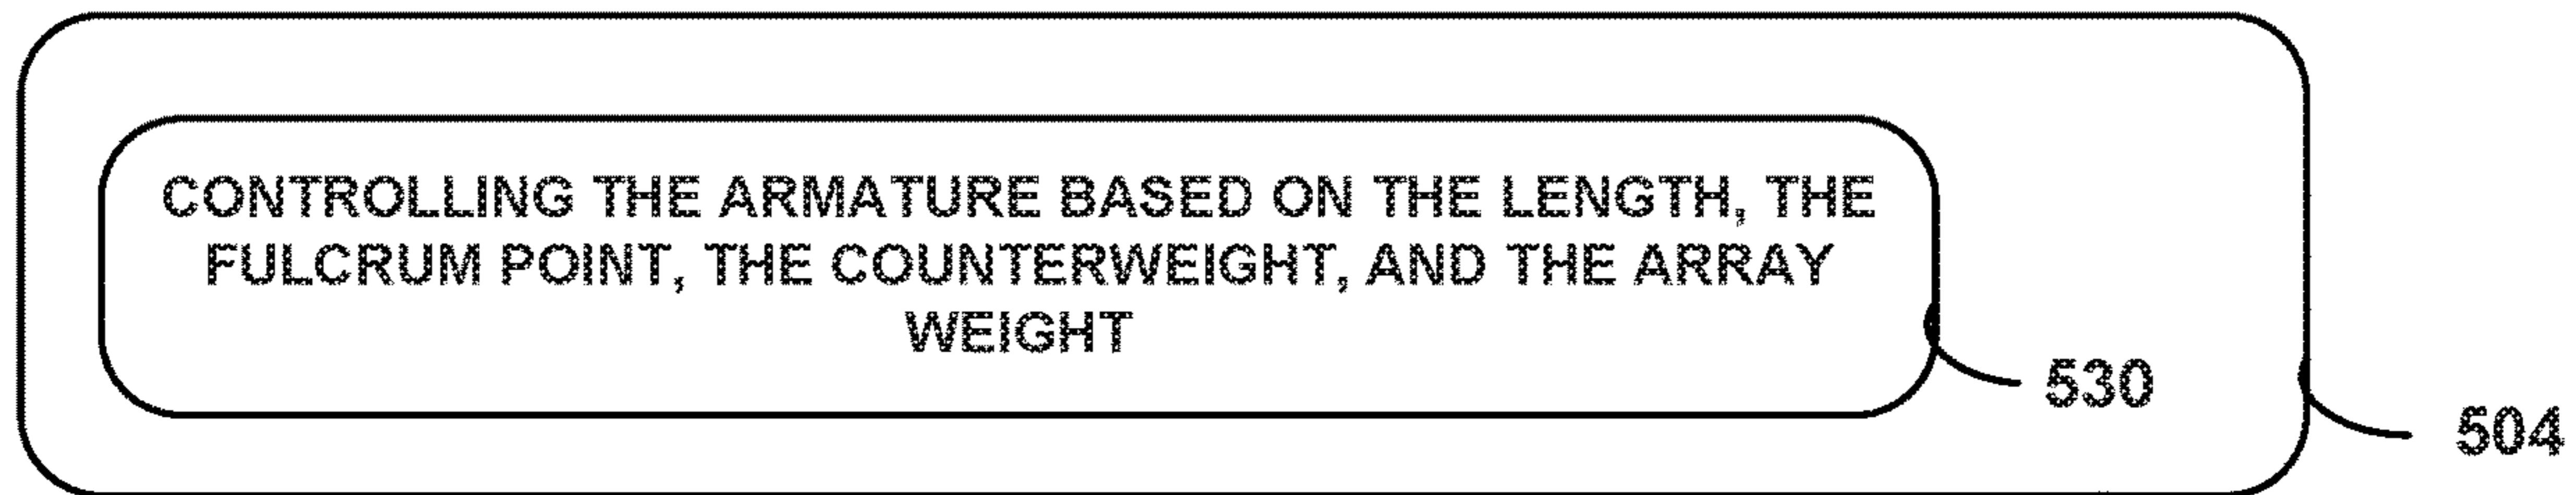 CONTROLLING THE ARMATURE BASED ON THE LENGTH, THE
FULCRUM POINT, THE COUNTERWEIGHT, AND THE ARRAY
WEIGHT
530
504